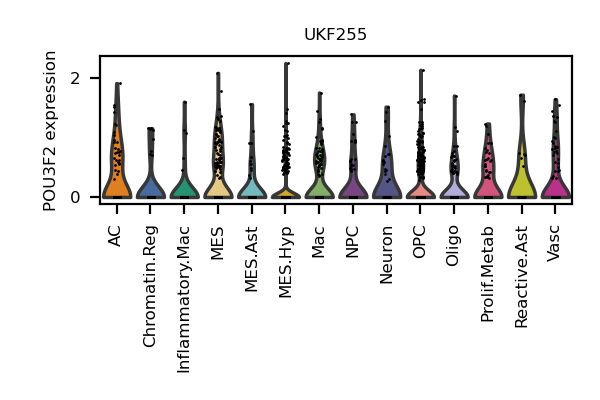 UKF255
POU3F2 expression
2
0
AC
Chromatin.Reg
Inflammatory.Mac
MES
MES.Ast
MES.Hyp
Mac
NPC
Neuron
OPC
Oligo
Prolif.Metab
Reactive.Ast
Vasc